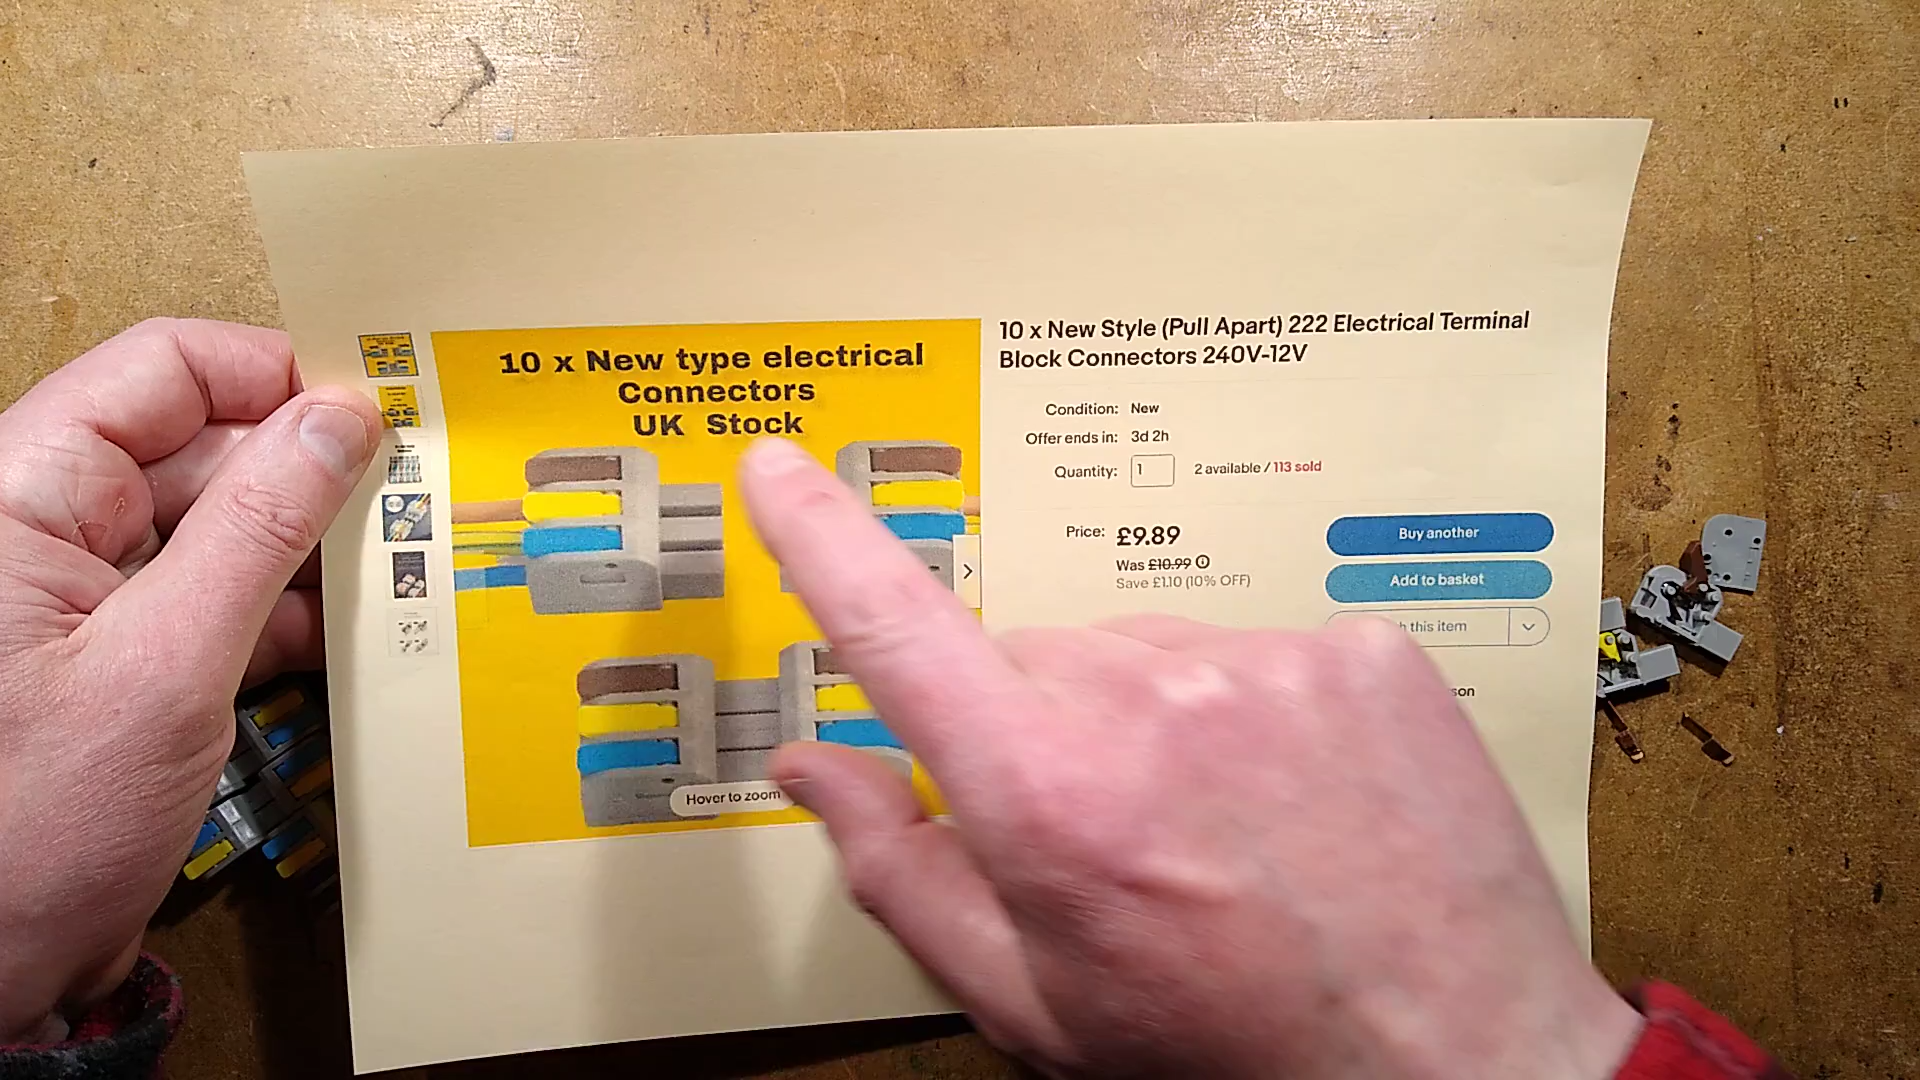 10 x New type electrical
Connectors
UK Stock
Hover to zoom
10 x New Style (Pull Apart) 222 Electrical Terminal
Block Connectors 240V-12V
Condition: New
Offer ends in: 3d 2h
Quantity: 1 2 available / 113 sold
Price: £9.89
Was £10.99
Save £1.10 (10% OFF)
Buy another
Add to basket
this item